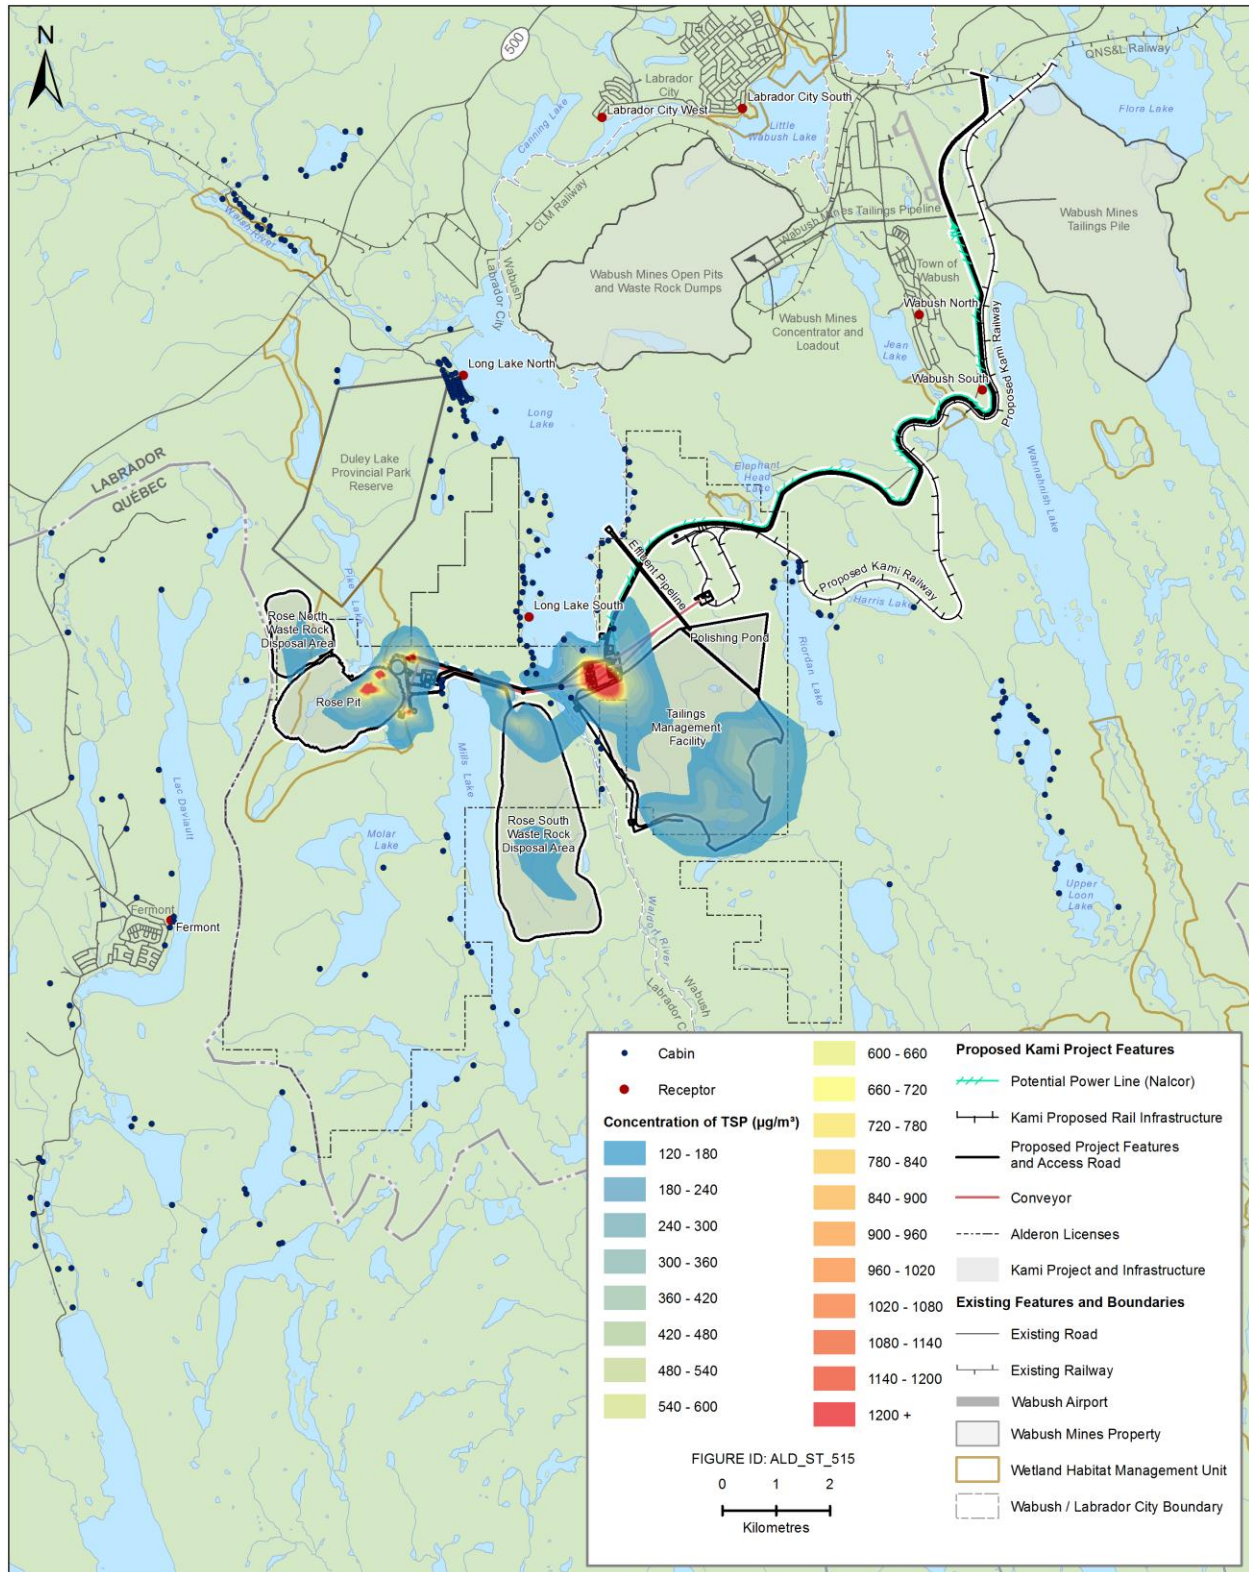 N
500
QNS&L Railway
Labrador
City
Labrador City South
Labrador City West
Canning Lake
Little
Wabush Lake
Flora Lake
CLM Railway
Wabush Mines Tailings Pipeline
Wabush Mines
Tailings Pile
Walsh River
Wabush
Labrador City
Wabush Mines Open Pits
and Waste Rock Dumps
Town of
Wabush
Wabush North
Wabush Mines
Concentrator and
Loadout
Jean
Lake
Proposed Kami Railway
Long Lake North
Wabush South
Long
Lake
Duley Lake
Provincial Park
Reserve
LABRADOR
QUÉBEC
Elephant
Head
Lake
Wahnahnish Lake
Effluent Pipeline
Pike Lake
Proposed Kami Railway
Harris Lake
Long Lake South
Rose North
Waste Rock
Disposal Area
Polishing Pond
Riordan Lake
Rose Pit
Tailings
Management
Facility
Mills Lake
Lac Daviault
Molar
Lake
Rose South
Waste Rock
Disposal Area
Upper
Loon
Lake
Fermont
Fermont
Waldorf River
Wabush
Labrador C
Cabin
Receptor
Concentration of TSP (µg/m³)
120 - 180
180 - 240
240 - 300
300 - 360
360 - 420
420 - 480
480 - 540
540 - 600
600 - 660
660 - 720
720 - 780
780 - 840
840 - 900
900 - 960
960 - 1020
1020 - 1080
1080 - 1140
1140 - 1200
1200 +
Proposed Kami Project Features
Potential Power Line (Nalcor)
Kami Proposed Rail Infrastructure
Proposed Project Features
and Access Road
Conveyor
Alderon Licenses
Kami Project and Infrastructure
Existing Features and Boundaries
Existing Road
Existing Railway
Wabush Airport
Wabush Mines Property
Wetland Habitat Management Unit
Wabush / Labrador City Boundary
FIGURE ID: ALD_ST_515
0 1 2
Kilometres